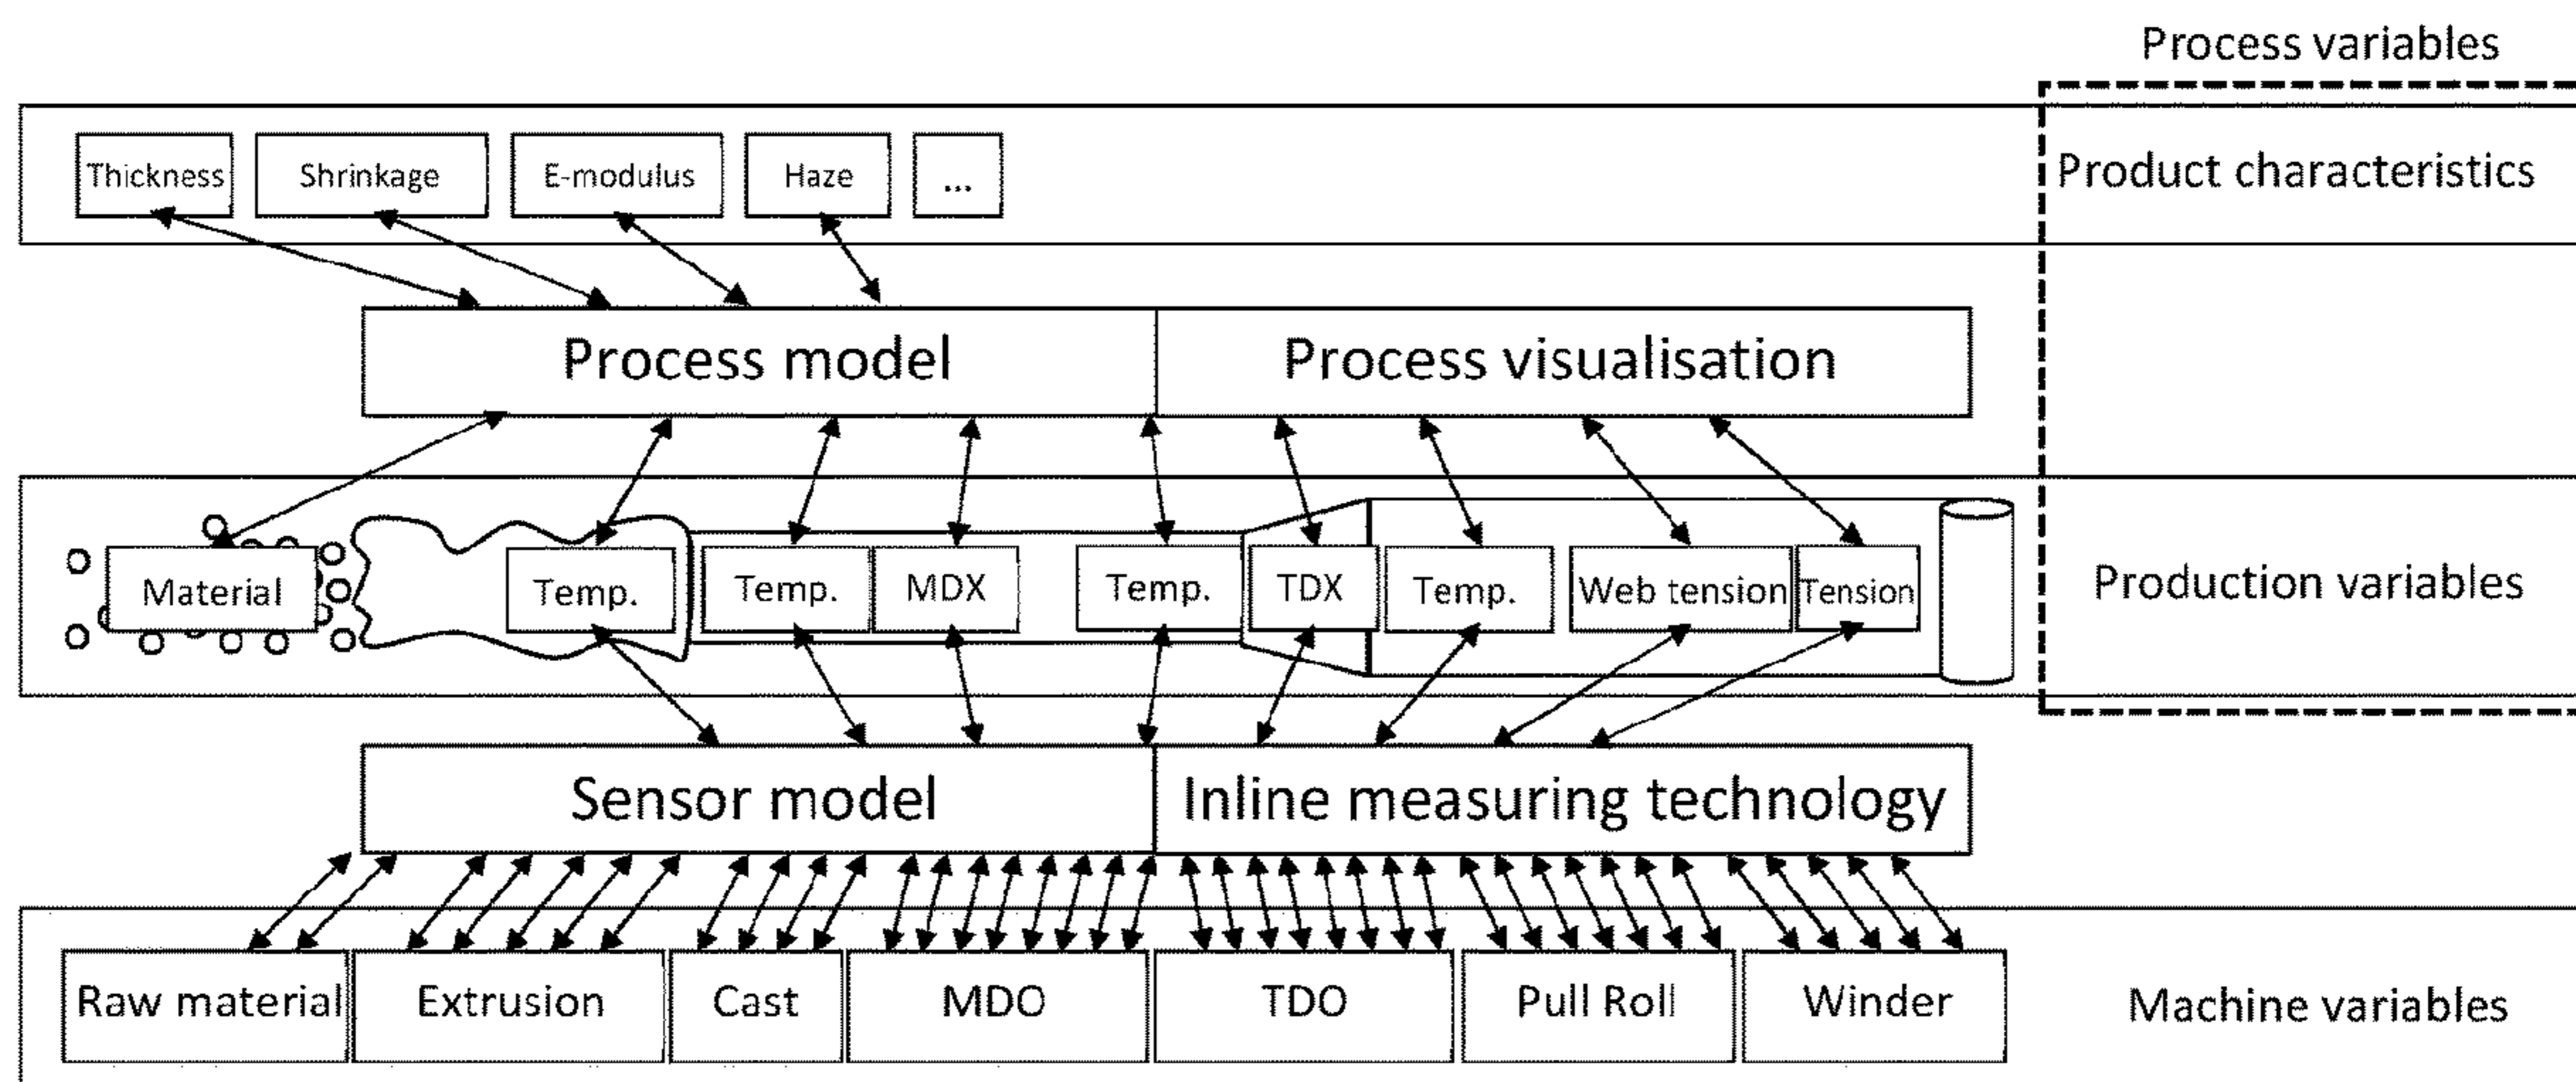 Process variables
Thickness
Shrinkage
E-modulus
Haze
...
Product characteristics
Process model
Process visualisation
Material
Temp.
Temp.
MDX
Temp.
TDX
Temp.
Web tension
Tension
Production variables
Sensor model
Inline measuring technology
Raw material
Extrusion
Cast
MDO
TDO
Pull Roll
Winder
Machine variables